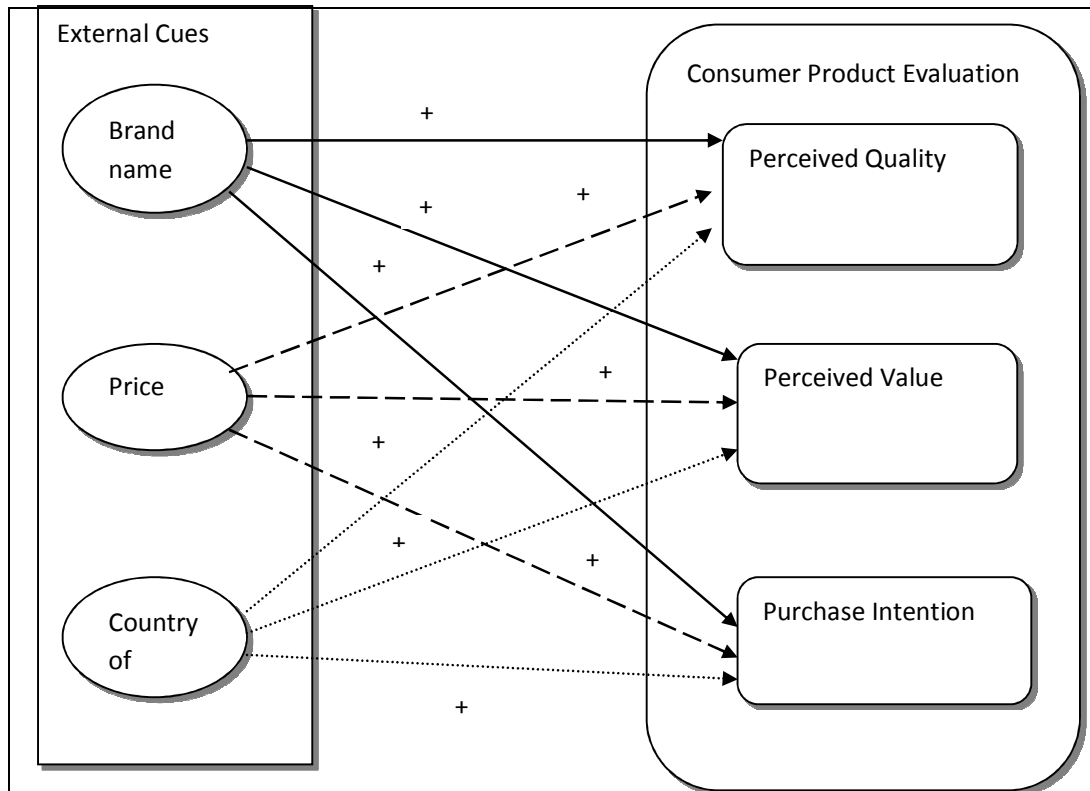 External Cues
Consumer Product Evaluation
Brand
name
+
Perceived Quality
+
+
+
Price
+
Perceived Value
+
+
+
Country
of
Purchase Intention
+